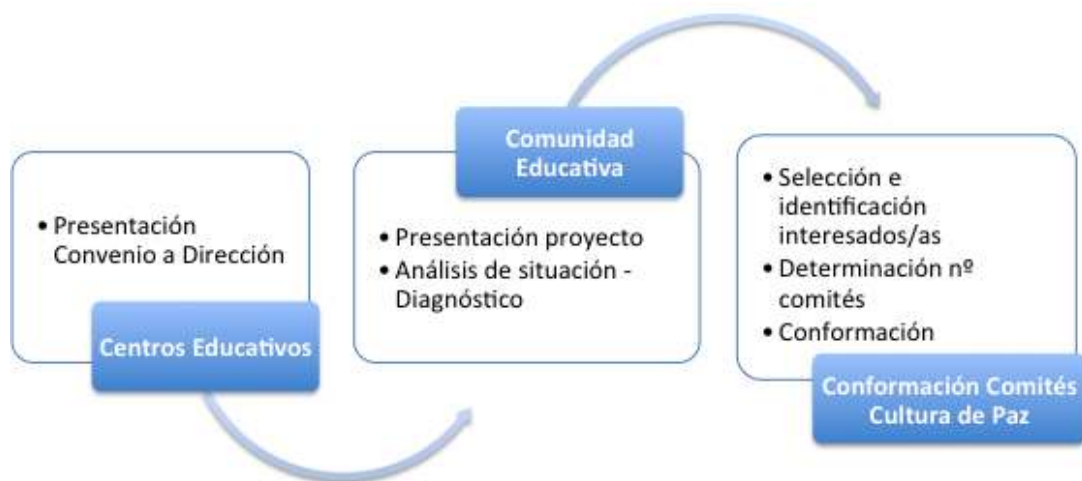 • Presentación
Convenio a Dirección
Centros Educativos
Comunidad
Educativa
• Presentación proyecto
• Análisis de situación -
Diagnóstico
• Selección e
identificación
interesados/as
• Determinación nº
comités
• Conformación
Conformación Comités
Cultura de Paz